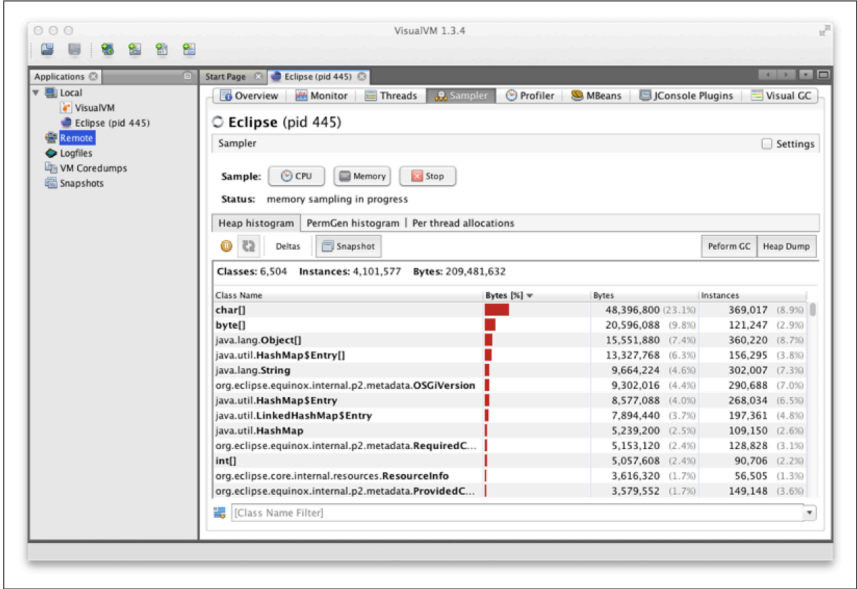 VisualVM 1.3.4
Applications
Local
VisualVM
Eclipse (pid 445)
Remote
Logfiles
VM Coredumps
Snapshots
Start Page Eclipse (pid 445)
Overview Monitor Threads Sampler Profiler MBeans JConsole Plugins Visual GC
Eclipse (pid 445)
Sampler Settings
Sample: CPU Memory Stop
Status: memory sampling in progress
Heap histogram PermGen histogram Per thread allocations
Deltas Snapshot Peform GC Heap Dump
Classes: 6,504 Instances: 4,101,577 Bytes: 209,481,632
Class Name Bytes [%] Bytes Instances
char[] 48,396,800 (23.1%) 369,017 (8.9%)
byte[] 20,596,088 (9.8%) 121,247 (2.9%)
java.lang.Object[] 15,551,880 (7.4%) 360,220 (8.7%)
java.util.HashMap$Entry[] 13,327,768 (6.3%) 156,295 (3.8%)
java.lang.String 9,664,224 (4.6%) 302,007 (7.3%)
org.eclipse.equinox.internal.p2.metadata.OSGiVersion 9,302,016 (4.4%) 290,688 (7.0%)
java.util.HashMap$Entry 8,577,088 (4.0%) 268,034 (6.5%)
java.util.LinkedHashMap$Entry 7,894,440 (3.7%) 197,361 (4.8%)
java.util.HashMap 5,239,200 (2.5%) 109,150 (2.6%)
org.eclipse.equinox.internal.p2.metadata.RequiredC... 5,153,120 (2.4%) 128,828 (3.1%)
int[] 5,057,608 (2.4%) 90,706 (2.2%)
org.eclipse.core.internal.resources.ResourceInfo 3,616,320 (1.7%) 56,505 (1.3%)
org.eclipse.equinox.internal.p2.metadata.ProvidedC... 3,579,552 (1.7%) 149,148 (3.6%)
[Class Name Filter]